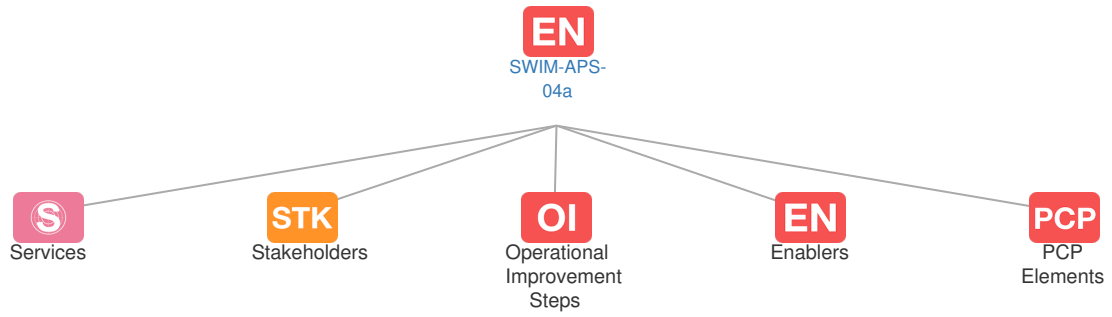 EN
SWIM-APS-
04a
S STK OI EN PCP
Services Stakeholders Operational Enablers PCP
Improvement Elements
Steps